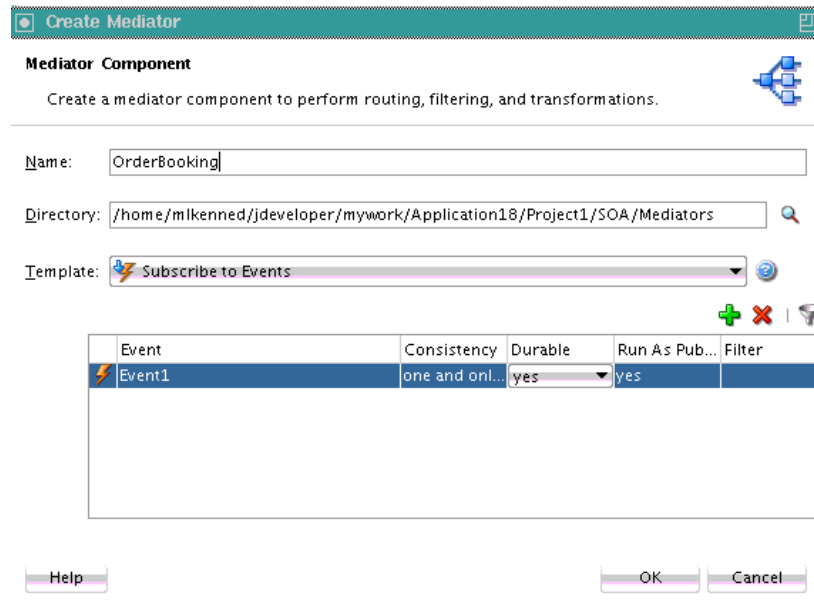 Create Mediator
Mediator Component
Create a mediator component to perform routing, filtering, and transformations.
Name: OrderBooking
Directory: /home/mlkenned/jdeveloper/mywork/Application18/Project1/SOA/Mediators
Template: Subscribe to Events
Event Consistency Durable Run As Pub... Filter
Event1 one and onl... yes yes
Help OK Cancel